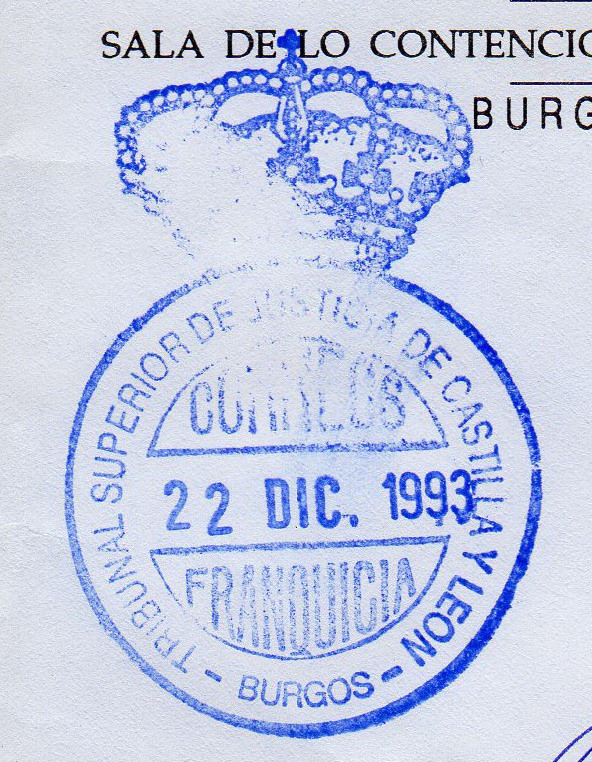 SALA DE LO CONTENCIO
BURG
TRIBUNAL SUPERIOR DE JUSTICIA DE CASTILLA Y LEON
CORREOS
22 DIC. 1993
FRANQUICIA
- BURGOS -